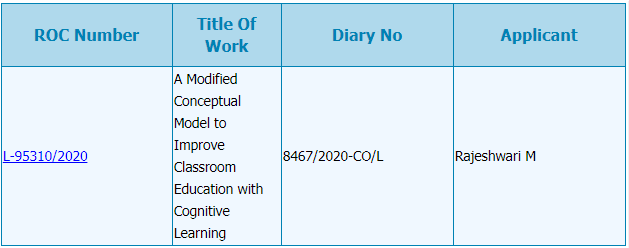 ROC Number
Title Of
Work
Diary No
Applicant
L-95310/2020
A Modified
Conceptual
Model to
Improve
Classroom
Education with
Cognitive
Learning
8467/2020-CO/L
Rajeshwari M